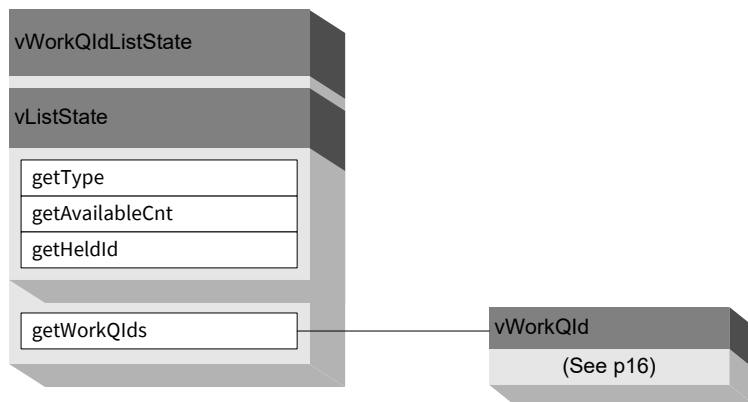 vWorkQIdListState
vListState
getType
getAvailableCnt
getHeldId
getWorkQIds
vWorkQId
(See p16)